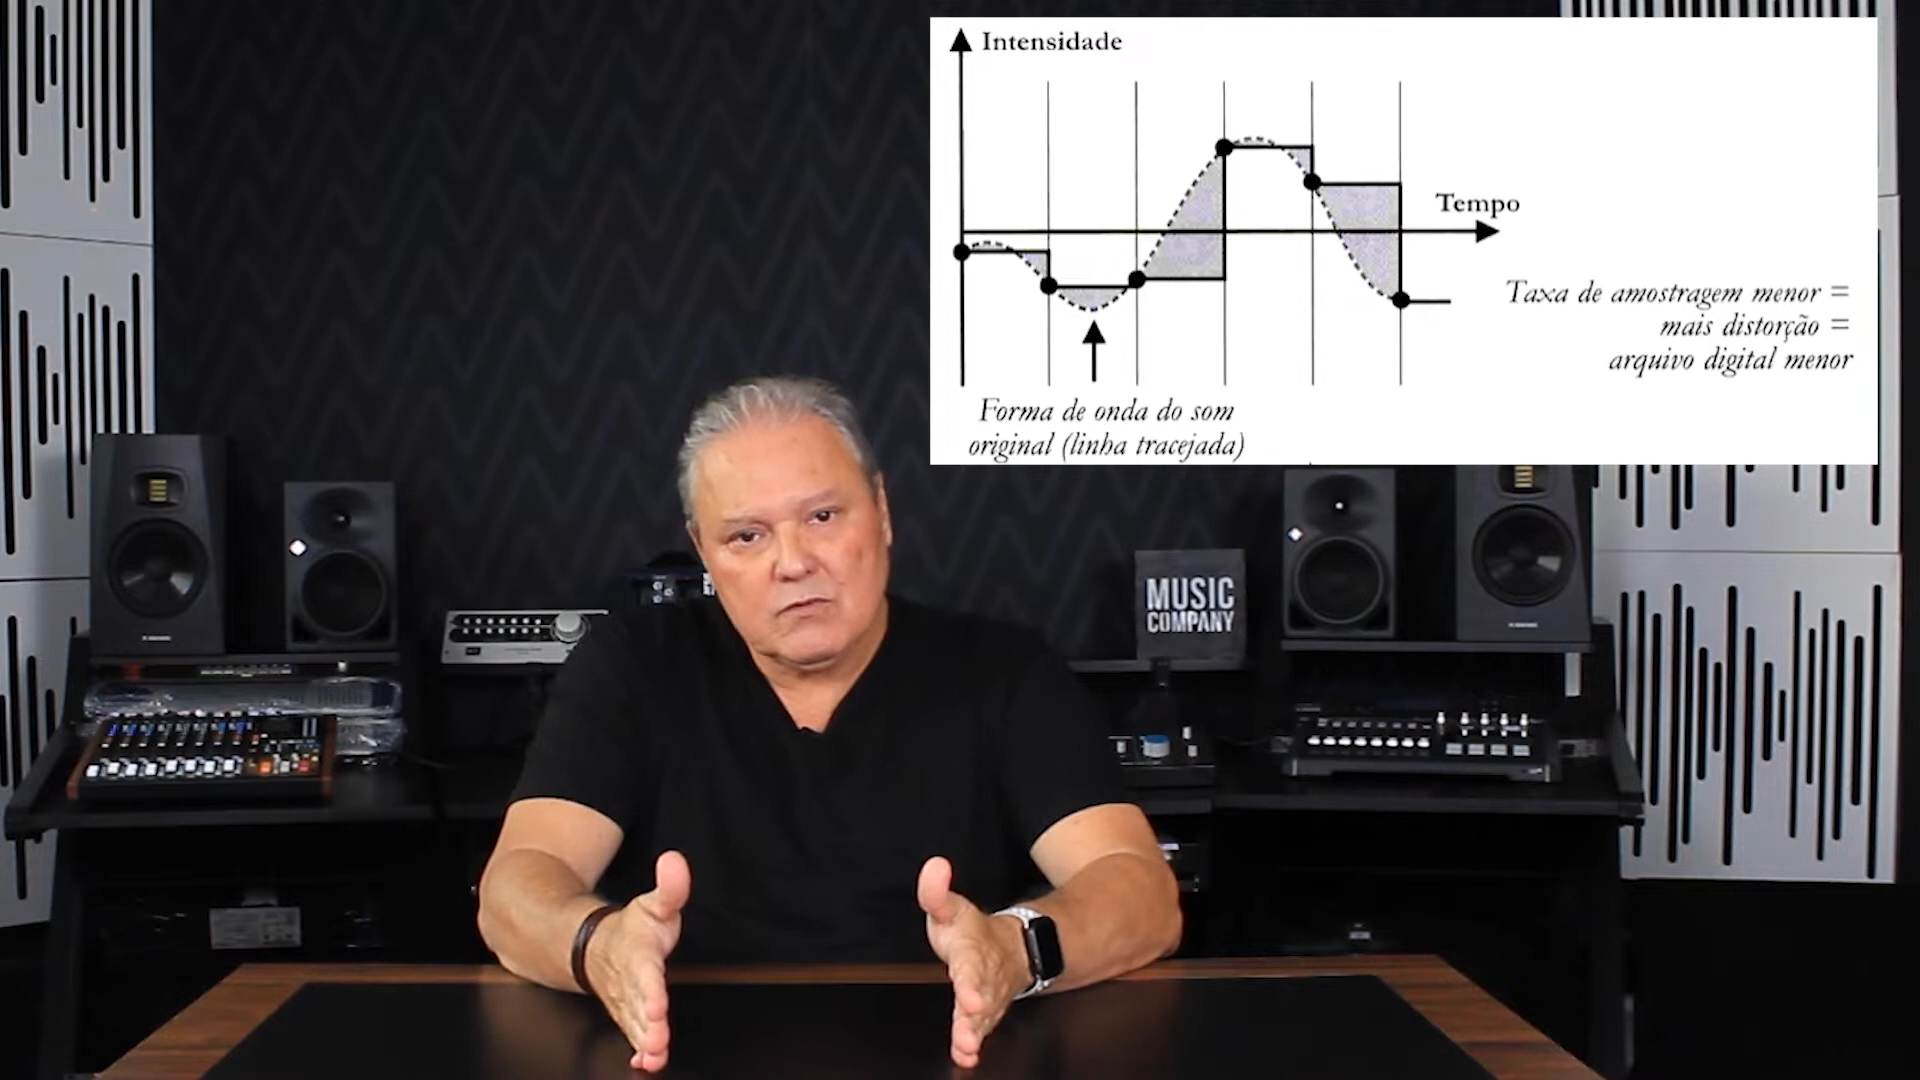 Intensidade
Tempo
Taxa de amostragem menor =
mais distorção =
arquivo digital menor
Forma de onda do som
original (linha tracejada)
MUSIC
COMPANY